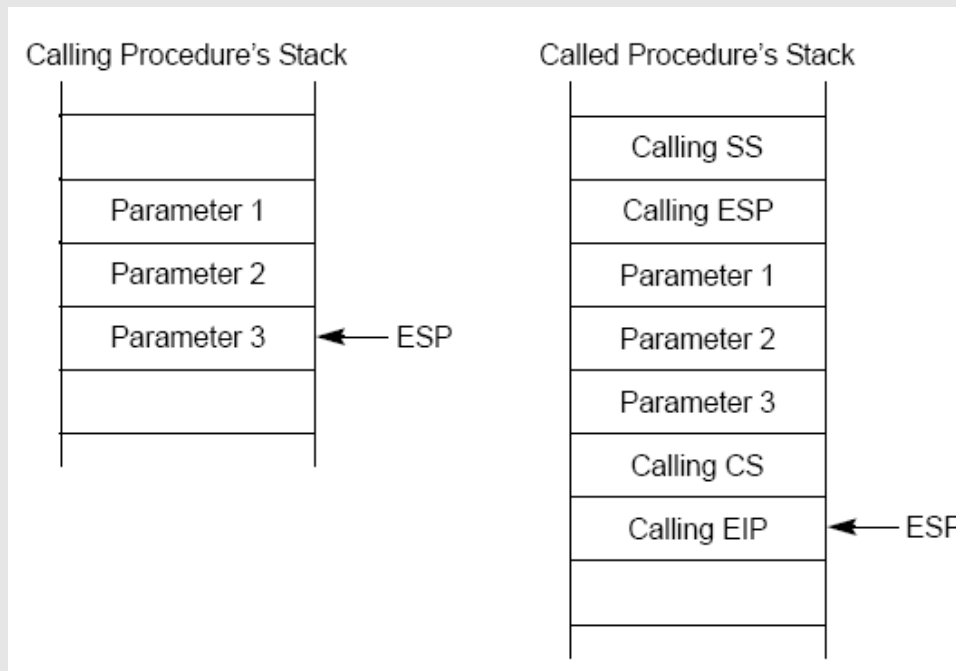 Calling Procedure's Stack
Parameter 1
Parameter 2
Parameter 3
ESP
Called Procedure's Stack
Calling SS
Calling ESP
Parameter 1
Parameter 2
Parameter 3
Calling CS
Calling EIP
ESP